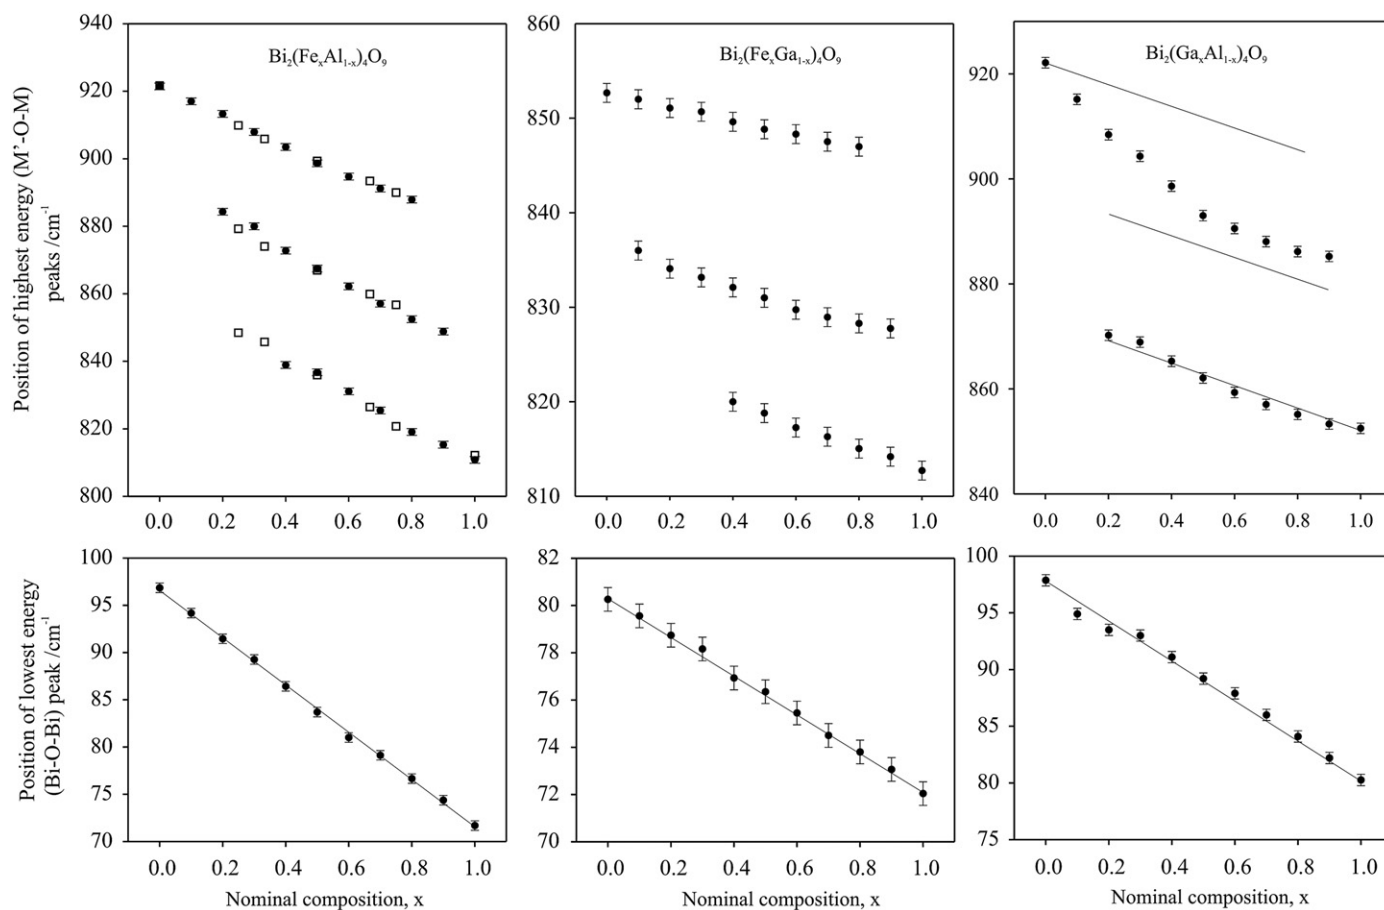 Position of highest energy (M’-O-M)
peaks /cm⁻¹
Bi₂(FeₓAl₁₋ₓ)₄O₉
940
920
900
880
860
840
820
800
0.0 0.2 0.4 0.6 0.8 1.0
Bi₂(FeₓGa₁₋ₓ)₄O₉
860
850
840
830
820
810
0.0 0.2 0.4 0.6 0.8 1.0
Bi₂(GaₓAl₁₋ₓ)₄O₉
920
900
880
860
840
0.0 0.2 0.4 0.6 0.8 1.0
Position of lowest energy
(Bi-O-Bi) peak /cm⁻¹
100
95
90
85
80
75
70
0.0 0.2 0.4 0.6 0.8 1.0
Nominal composition, x
82
80
78
76
74
72
70
0.0 0.2 0.4 0.6 0.8 1.0
Nominal composition, x
100
95
90
85
80
75
0.0 0.2 0.4 0.6 0.8 1.0
Nominal composition, x